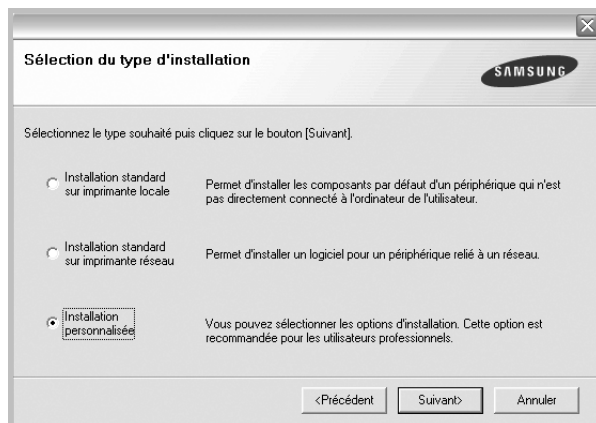 Sélection du type d'installation
SAMSUNG
Sélectionnez le type souhaité puis cliquez sur le bouton [Suivant].
Installation standard
sur imprimante locale
Permet d'installer les composants par défaut d'un périphérique qui n'est
pas directement connecté à l'ordinateur de l'utilisateur.
Installation standard
sur imprimante réseau
Permet d'installer un logiciel pour un périphérique relié à un réseau.
Installation
personnalisée
Vous pouvez sélectionner les options d'installation. Cette option est
recommandée pour les utilisateurs professionnels.
<Précédent
Suivant>
Annuler